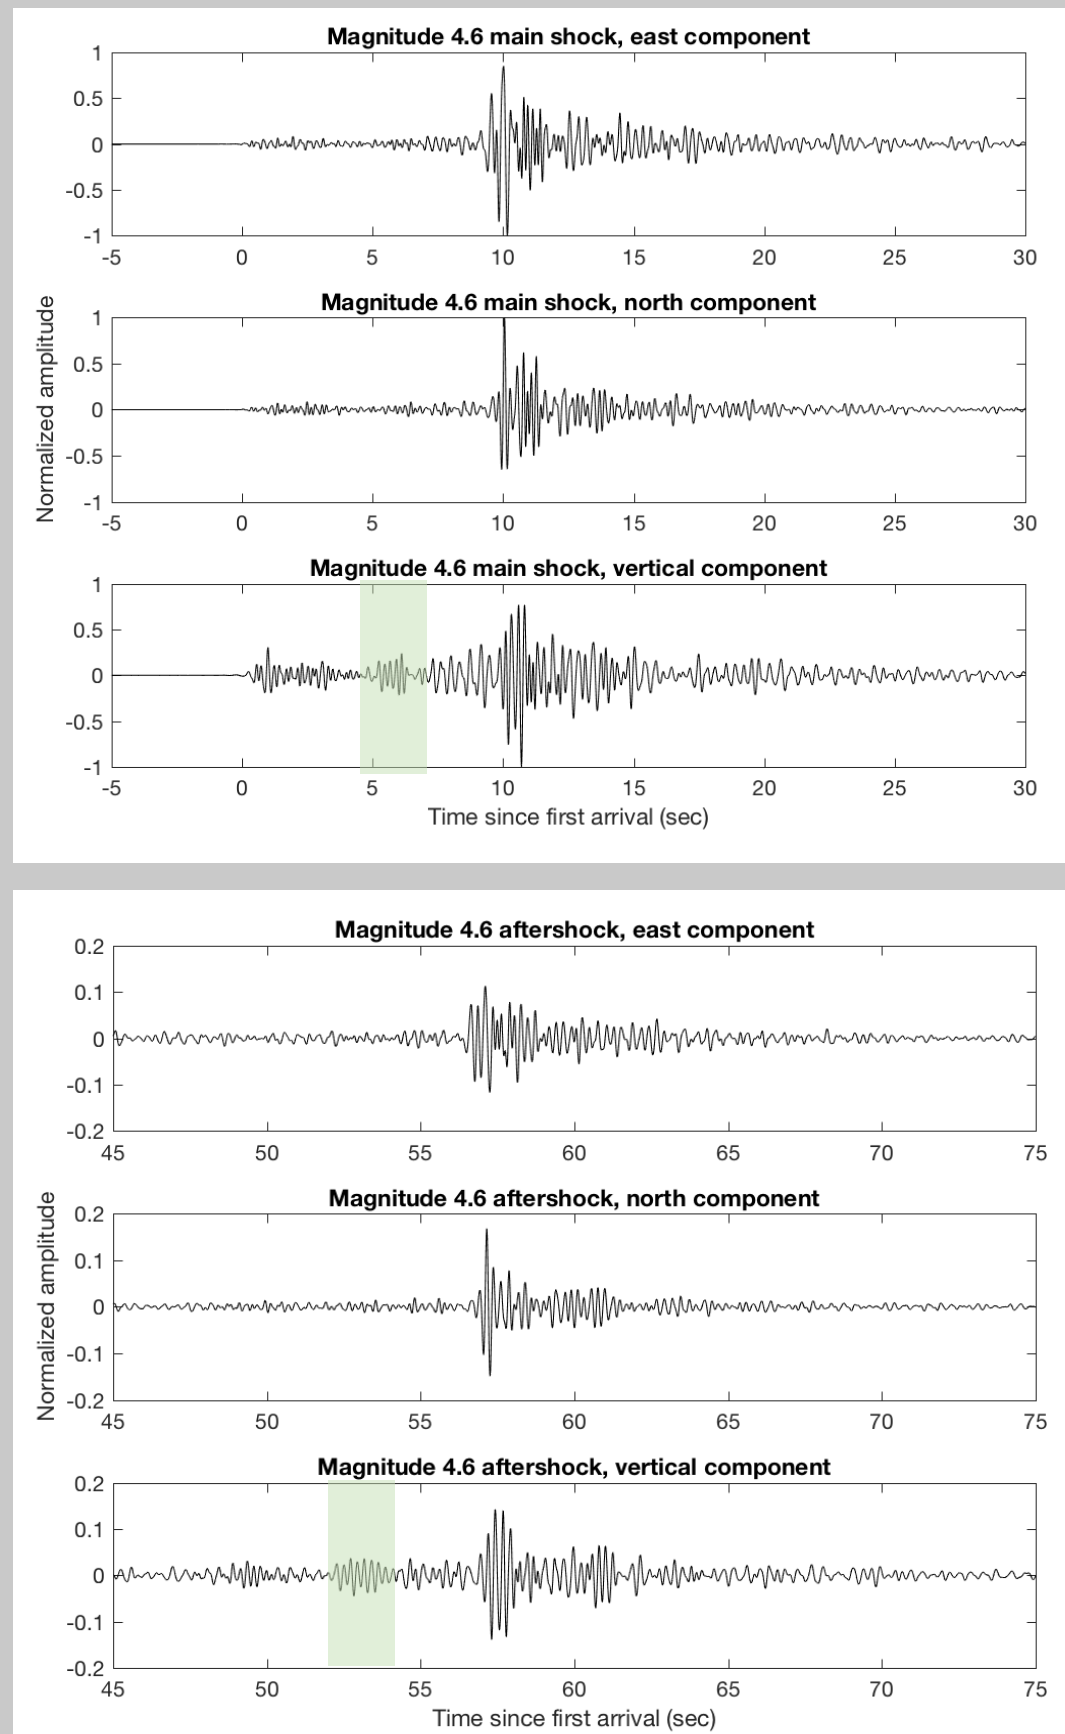 Magnitude 4.6 main shock, east component
1
0.5
0
-0.5
-1
-5 0 5 10 15 20 25 30
Magnitude 4.6 main shock, north component
1
0.5
0
-0.5
-1
-5 0 5 10 15 20 25 30
Normalized amplitude
Magnitude 4.6 main shock, vertical component
1
0.5
0
-0.5
-1
-5 0 5 10 15 20 25 30
Time since first arrival (sec)
Magnitude 4.6 aftershock, east component
0.2
0.1
0
-0.1
-0.2
45 50 55 60 65 70 75
Magnitude 4.6 aftershock, north component
0.2
0.1
0
-0.1
-0.2
45 50 55 60 65 70 75
Normalized amplitude
Magnitude 4.6 aftershock, vertical component
0.2
0.1
0
-0.1
-0.2
45 50 55 60 65 70 75
Time since first arrival (sec)